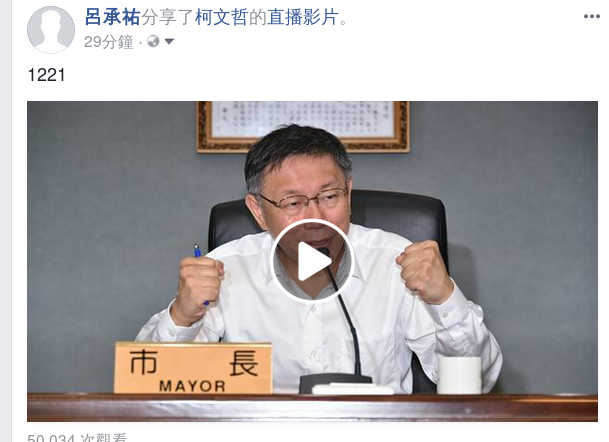 呂承祐分享了柯文哲的直播影片。
29分鐘 ·
1221
市 長
MAYOR
50,034 次觀看